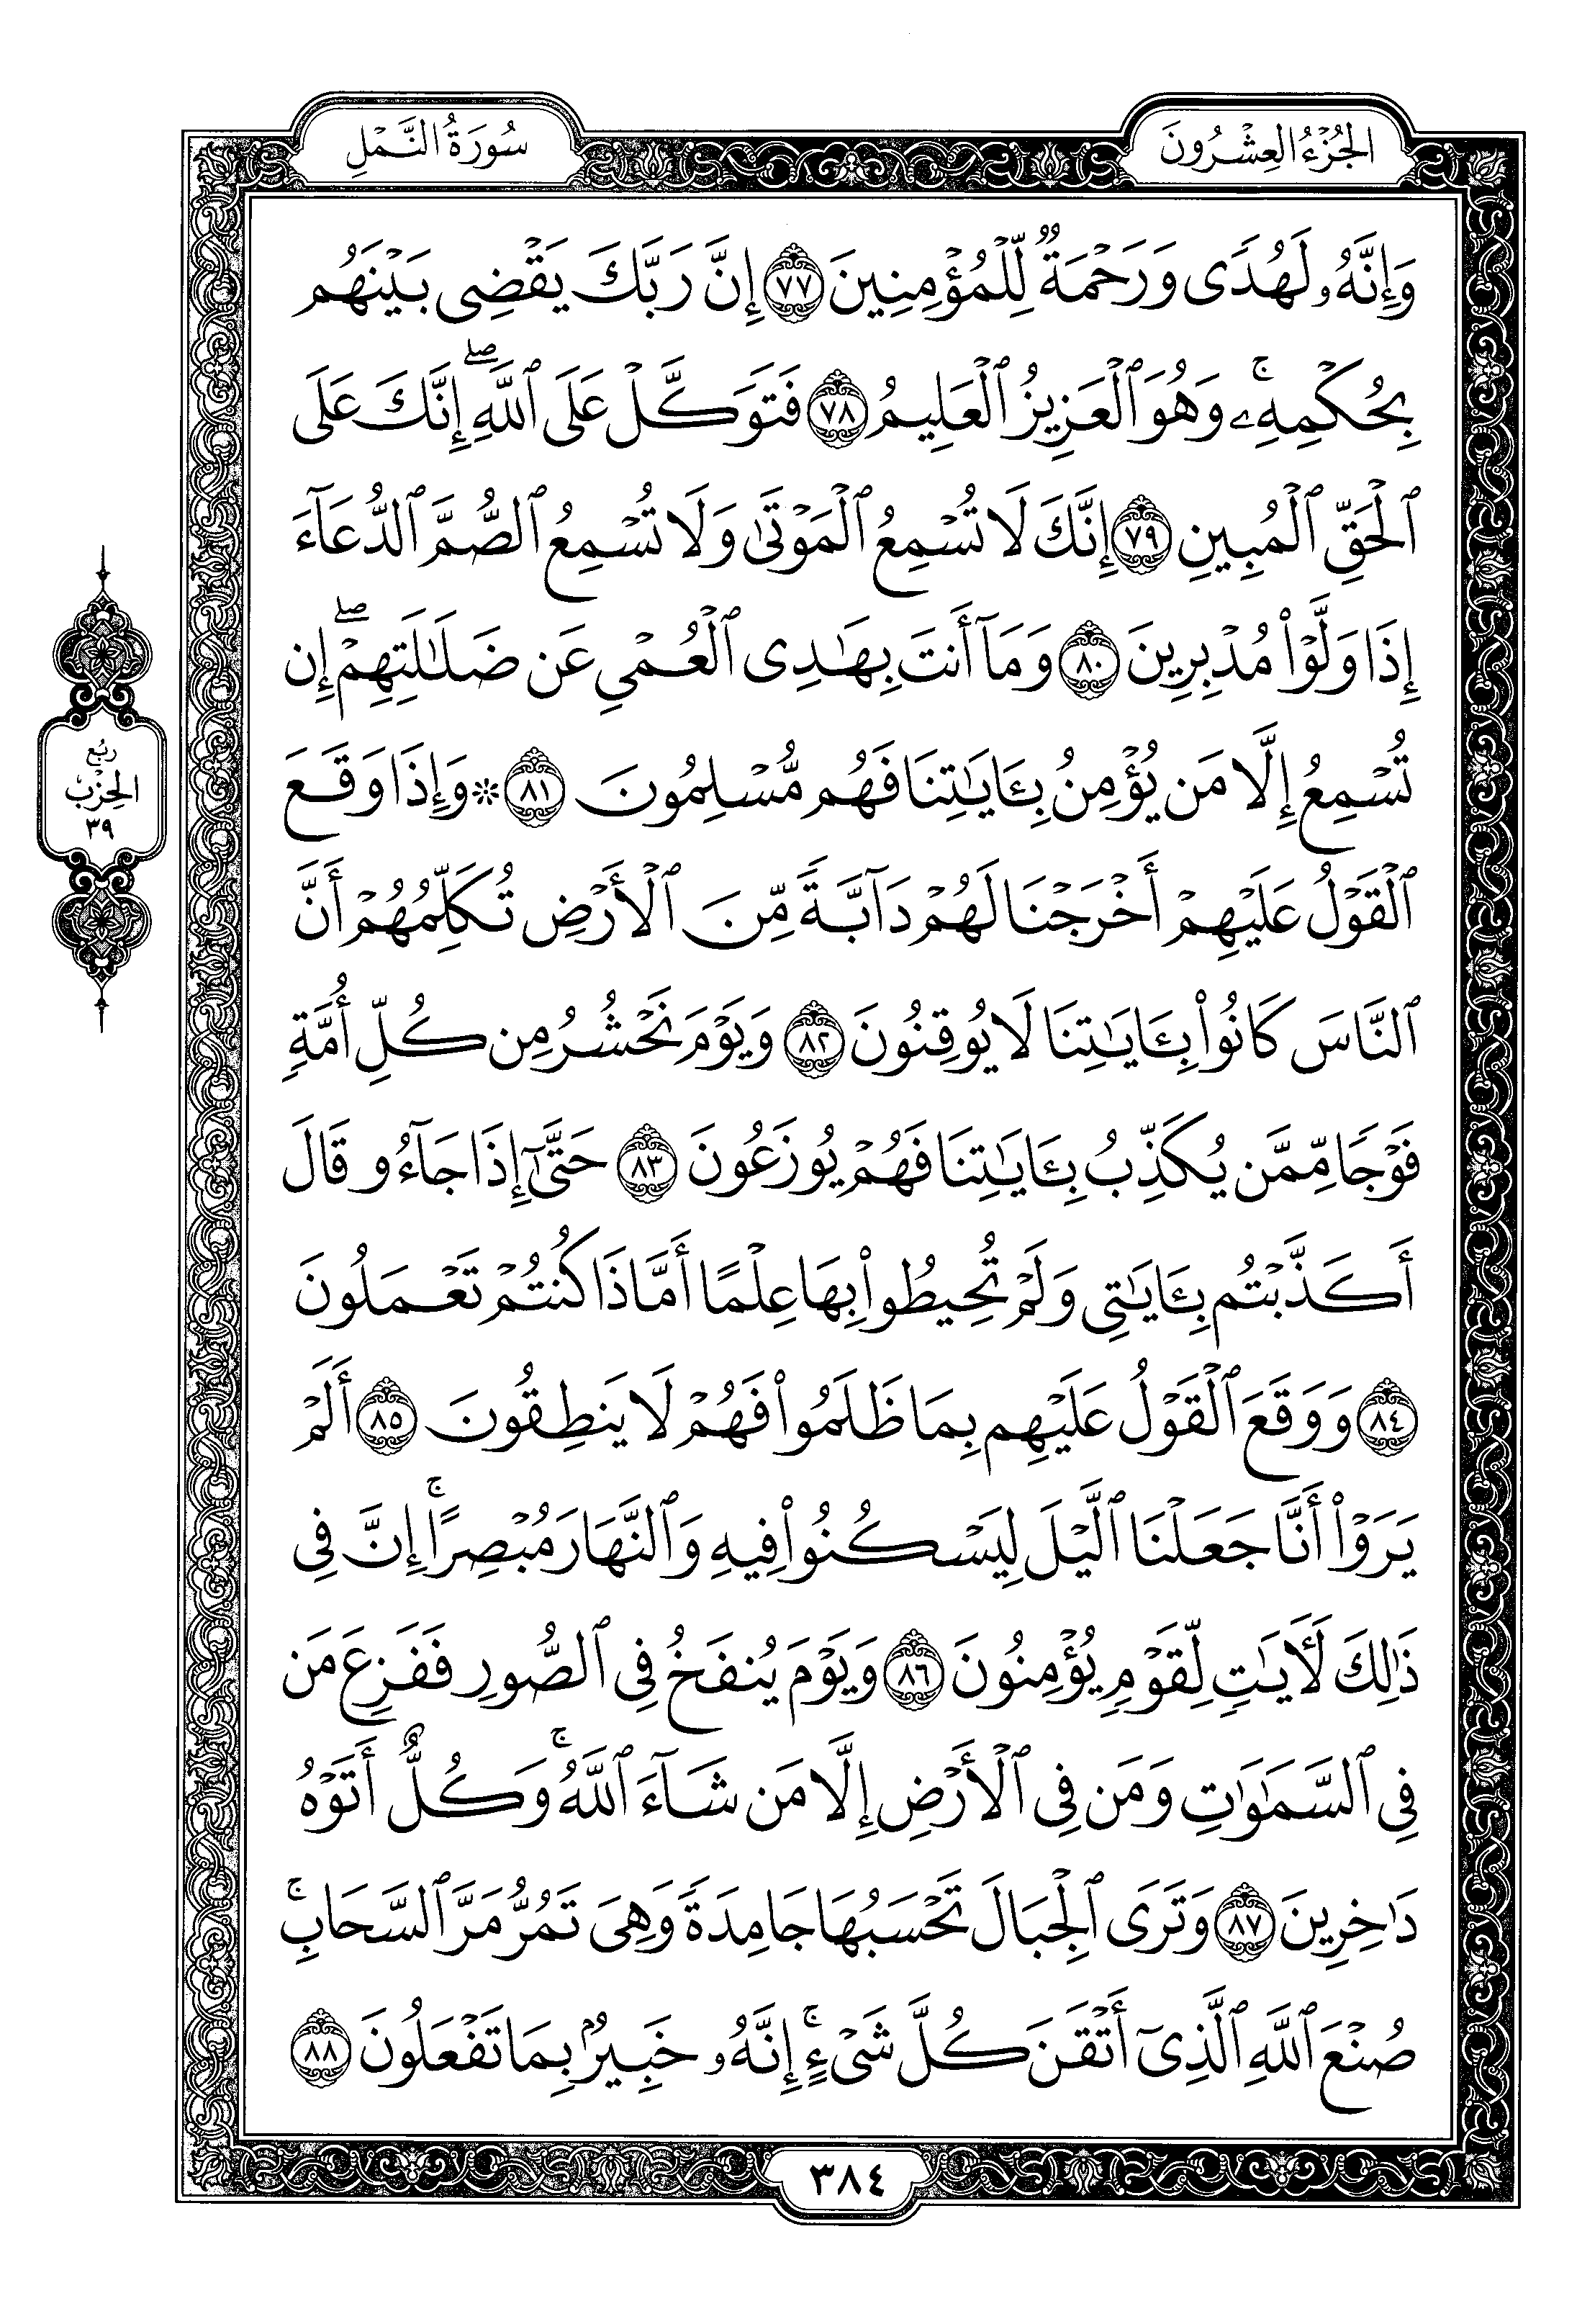 الجُزْءُ العِشْرُونَ
سُورَةُ النَّمْلِ
وَإِنَّهُۥ لَهُدٗى وَرَحۡمَةٞ لِّلۡمُؤۡمِنِينَ ٧٧ إِنَّ رَبَّكَ يَقۡضِي بَيۡنَهُم
بِحُكۡمِهِۦۚ وَهُوَ ٱلۡعَزِيزُ ٱلۡعَلِيمُ ٧٨ فَتَوَكَّلۡ عَلَى ٱللَّهِۖ إِنَّكَ عَلَى
ٱلۡحَقِّ ٱلۡمُبِينِ ٧٩ إِنَّكَ لَا تُسۡمِعُ ٱلۡمَوۡتَىٰ وَلَا تُسۡمِعُ ٱلصُّمَّ ٱلدُّعَآءَ
إِذَا وَلَّوۡاْ مُدۡبِرِينَ ٨٠ وَمَآ أَنتَ بِهَٰدِي ٱلۡعُمۡيِ عَن ضَلَٰلَتِهِمۡۖ إِن
تُسۡمِعُ إِلَّا مَن يُؤۡمِنُ بِـَٔايَٰتِنَا فَهُم مُّسۡلِمُونَ ٨١ ۞ وَإِذَا وَقَعَ
ٱلۡقَوۡلُ عَلَيۡهِمۡ أَخۡرَجۡنَا لَهُمۡ دَآبَّةٗ مِّنَ ٱلۡأَرۡضِ تُكَلِّمُهُمۡ أَنَّ
ٱلنَّاسَ كَانُواْ بِـَٔايَٰتِنَا لَا يُوقِنُونَ ٨٢ وَيَوۡمَ نَحۡشُرُ مِن كُلِّ أُمَّةٖ
فَوۡجٗا مِّمَّن يُكَذِّبُ بِـَٔايَٰتِنَا فَهُمۡ يُوزَعُونَ ٨٣ حَتَّىٰٓ إِذَا جَآءُو قَالَ
أَكَذَّبۡتُم بِـَٔايَٰتِي وَلَمۡ تُحِيطُواْ بِهَا عِلۡمًا أَمَّاذَا كُنتُمۡ تَعۡمَلُونَ
٨٤ وَوَقَعَ ٱلۡقَوۡلُ عَلَيۡهِم بِمَا ظَلَمُواْ فَهُمۡ لَا يَنطِقُونَ ٨٥ أَلَمۡ
يَرَوۡاْ أَنَّا جَعَلۡنَا ٱلَّيۡلَ لِيَسۡكُنُواْ فِيهِ وَٱلنَّهَارَ مُبۡصِرًاۚ إِنَّ فِي
ذَٰلِكَ لَأٓيَٰتٖ لِّقَوۡمٖ يُؤۡمِنُونَ ٨٦ وَيَوۡمَ يُنفَخُ فِي ٱلصُّورِ فَفَزِعَ مَن
فِي ٱلسَّمَٰوَٰتِ وَمَن فِي ٱلۡأَرۡضِ إِلَّا مَن شَآءَ ٱللَّهُۚ وَكُلٌّ أَتَوۡهُ
دَٰخِرِينَ ٨٧ وَتَرَى ٱلۡجِبَالَ تَحۡسَبُهَا جَامِدَةٗ وَهِيَ تَمُرُّ مَرَّ ٱلسَّحَابِۚ
صُنۡعَ ٱللَّهِ ٱلَّذِيٓ أَتۡقَنَ كُلَّ شَيۡءٍۚ إِنَّهُۥ خَبِيرُۢ بِمَا تَفۡعَلُونَ ٨٨
ربع
الحِزْب
٣٩
٣٨٤